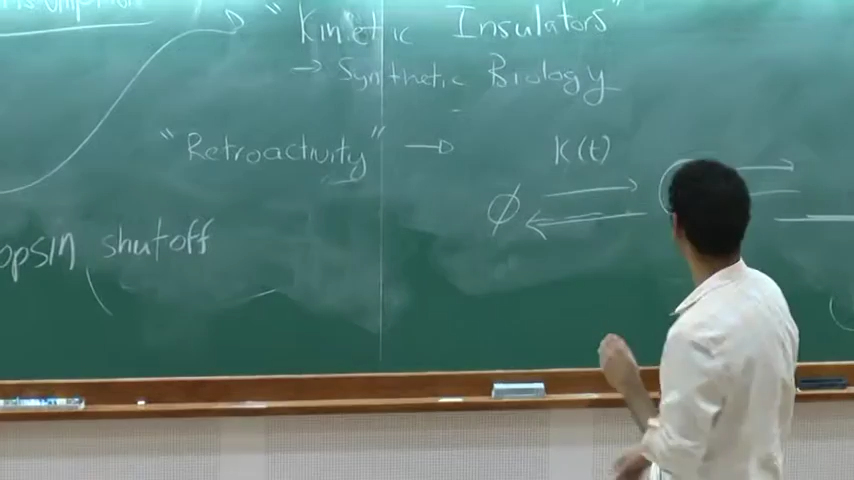 "Kinetic Insulators"
→ Synthetic Biology
"Retroactivity" → K(t)
∅
opsin shutoff